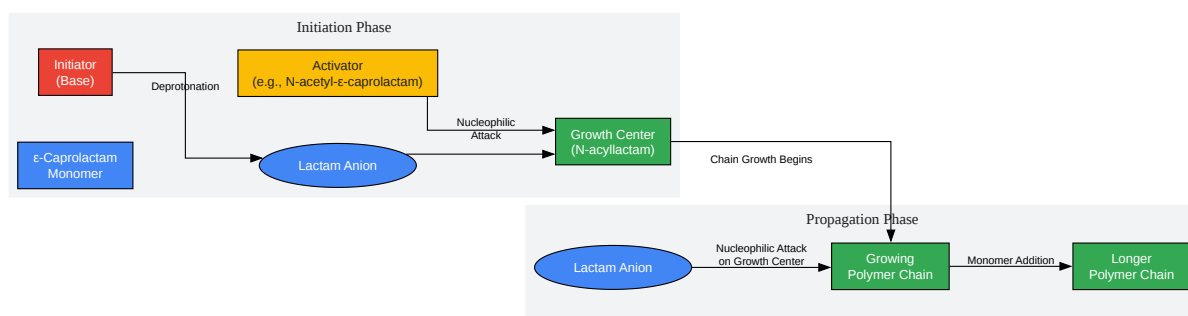 Initiation Phase
Initiator
(Base)
Deprotonation
Activator
(e.g., N-acetyl-ε-caprolactam)
Nucleophilic
Attack
Growth Center
(N-acyllactam)
ε-Caprolactam
Monomer
Lactam Anion
Chain Growth Begins
Propagation Phase
Lactam Anion
Nucleophilic Attack
on Growth Center
Growing
Polymer Chain
Monomer Addition
Longer
Polymer Chain